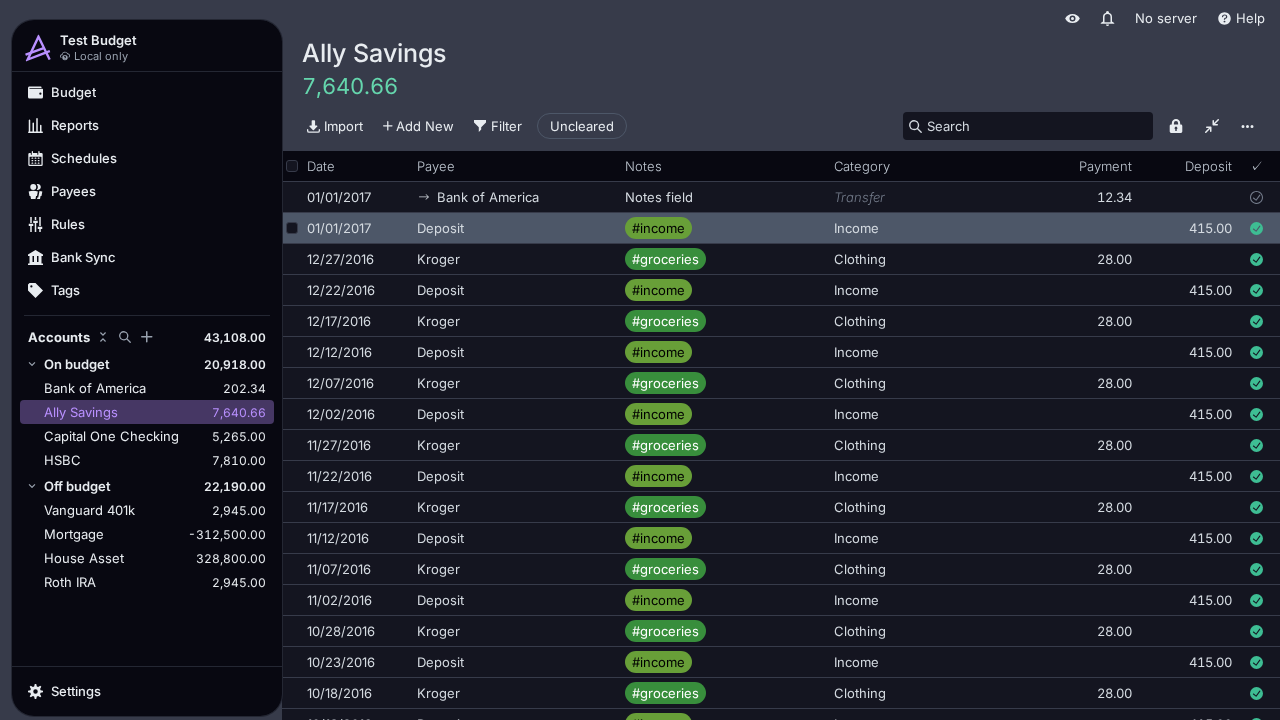 Test Budget
Local only
Budget
Reports
Schedules
Payees
Rules
Bank Sync
Tags
Accounts 43,108.00
On budget 20,918.00
Bank of America 202.34
Ally Savings 7,640.66
Capital One Checking 5,265.00
HSBC 7,810.00
Off budget 22,190.00
Vanguard 401k 2,945.00
Mortgage -312,500.00
House Asset 328,800.00
Roth IRA 2,945.00
Settings
No server Help
Ally Savings
7,640.66
Import Add New Filter Uncleared Search
Date Payee Notes Category Payment Deposit ✓
01/01/2017 → Bank of America Notes field Transfer 12.34
01/01/2017 Deposit #income Income 415.00
12/27/2016 Kroger #groceries Clothing 28.00
12/22/2016 Deposit #income Income 415.00
12/17/2016 Kroger #groceries Clothing 28.00
12/12/2016 Deposit #income Income 415.00
12/07/2016 Kroger #groceries Clothing 28.00
12/02/2016 Deposit #income Income 415.00
11/27/2016 Kroger #groceries Clothing 28.00
11/22/2016 Deposit #income Income 415.00
11/17/2016 Kroger #groceries Clothing 28.00
11/12/2016 Deposit #income Income 415.00
11/07/2016 Kroger #groceries Clothing 28.00
11/02/2016 Deposit #income Income 415.00
10/28/2016 Kroger #groceries Clothing 28.00
10/23/2016 Deposit #income Income 415.00
10/18/2016 Kroger #groceries Clothing 28.00